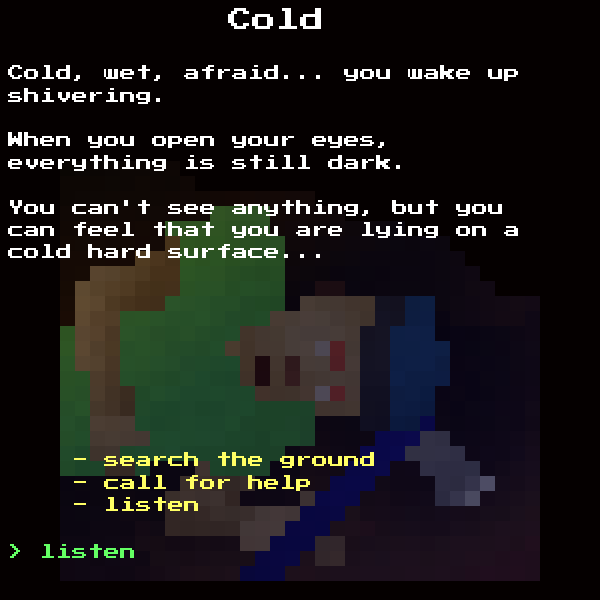 Cold
Cold, wet, afraid... you wake up
shivering.
When you open your eyes,
everything is still dark.
You can't see anything, but you
can feel that you are lying on a
cold hard surface...
- search the ground
- call for help
- listen
> listen